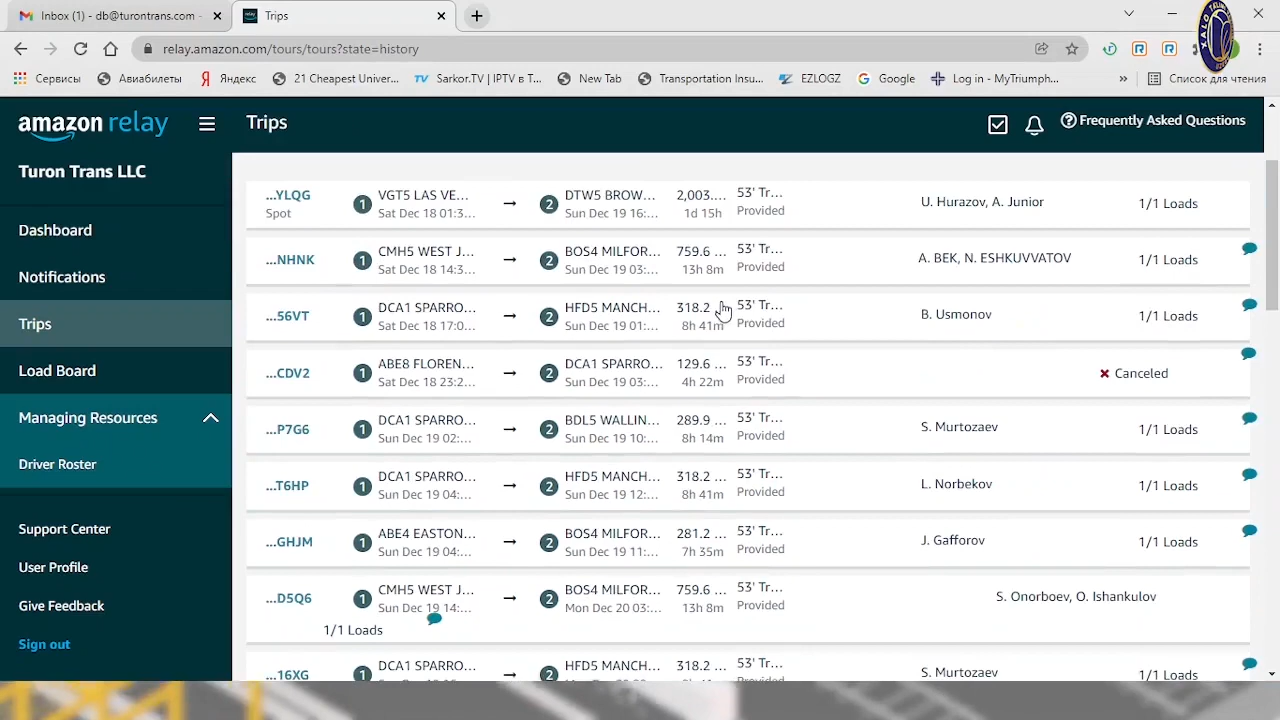 Inbox (1) - db@turontrans.com -
Trips
relay.amazon.com/tours/tours?state=history
Сервисы
Авиабилеты
Яндекс
21 Cheapest Univer...
Sarkor.TV | IPTV в Т...
New Tab
Transportation Insu...
EZLOGZ
Google
Log in - MyTriumph...
»
Список для чтения
amazon relay
Trips
Frequently Asked Questions
Turon Trans LLC
Dashboard
Notifications
Trips
Load Board
Managing Resources
Driver Roster
Support Center
User Profile
Give Feedback
Sign out
...YLQG 1 VGT5 LAS VE... → 2 DTW5 BROW... 2,003.... 53' Tr... U. Hurazov, A. Junior 1/1 Loads
Spot Sat Dec 18 01:3... Sun Dec 19 16:... 1d 15h Provided
...NHNK 1 CMH5 WEST J... → 2 BOS4 MILFOR... 759.6 ... 53' Tr... A. BEK, N. ESHKUVVATOV 1/1 Loads
Sat Dec 18 14:3... Sun Dec 19 03:... 13h 8m Provided
...56VT 1 DCA1 SPARRO... → 2 HFD5 MANCH... 318.2 53' Tr... B. Usmonov 1/1 Loads
Sat Dec 18 17:0... Sun Dec 19 01:... 8h 41m Provided
...CDV2 1 ABE8 FLOREN... → 2 DCA1 SPARRO... 129.6 ... 53' Tr... Canceled
Sat Dec 18 23:2... Sun Dec 19 03:... 4h 22m Provided
...P7G6 1 DCA1 SPARRO... → 2 BDL5 WALLIN... 289.9 ... 53' Tr... S. Murtozaev 1/1 Loads
Sun Dec 19 02:... Sun Dec 19 10:... 8h 14m Provided
...T6HP 1 DCA1 SPARRO... → 2 HFD5 MANCH... 318.2 ... 53' Tr... L. Norbekov 1/1 Loads
Sun Dec 19 04:... Sun Dec 19 12:... 8h 41m Provided
...GHJM 1 ABE4 EASTON... → 2 BOS4 MILFOR... 281.2 ... 53' Tr... J. Gafforov 1/1 Loads
Sun Dec 19 04:... Sun Dec 19 11:... 7h 35m Provided
...D5Q6 1 CMH5 WEST J... → 2 BOS4 MILFOR... 759.6 ... 53' Tr... S. Onorboev, O. Ishankulov
Sun Dec 19 14:... Mon Dec 20 03:... 13h 8m Provided
1/1 Loads
...16XG 1 DCA1 SPARRO... → 2 HFD5 MANCH... 318.2 ... 53' Tr... S. Murtozaev 1/1 Loads